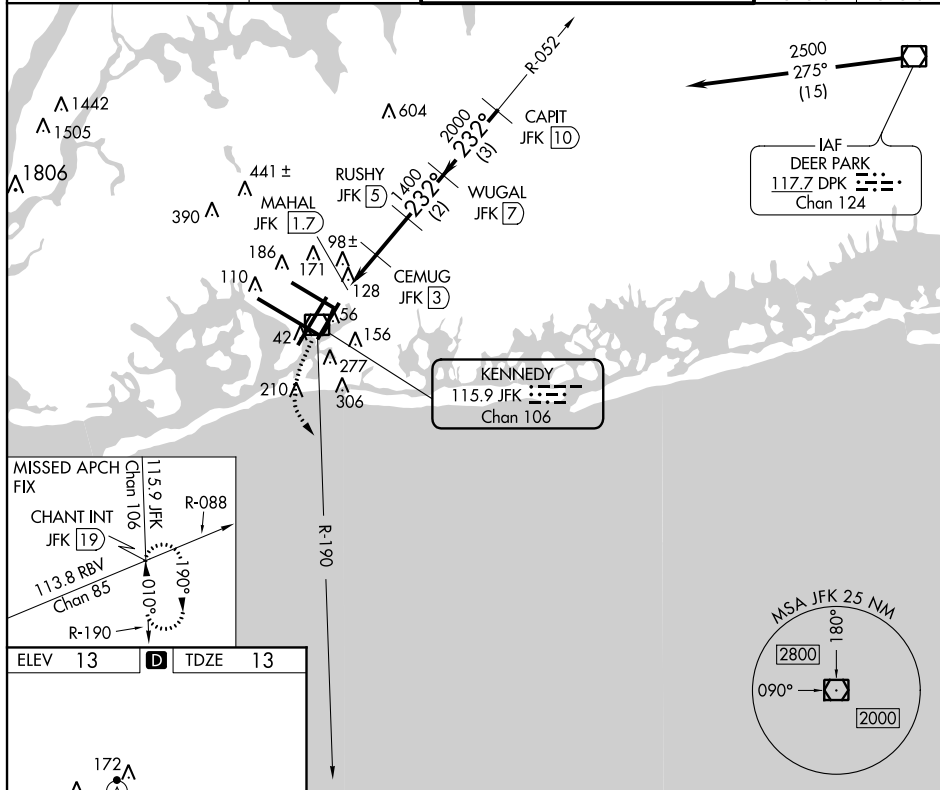 R-052
2500
275°
(15)
1442
1505
1806
604
2000
232°
(3)
CAPIT
JFK 10
IAF
DEER PARK
117.7 DPK
Chan 124
441 ±
390
RUSHY
JFK 5
1400
232°
(2)
WUGAL
JFK 7
MAHAL
JFK 1.7
186
171
98±
128
CEMUG
JFK 3
110
56
42
156
277
210
306
KENNEDY
115.9 JFK
Chan 106
R-190
MISSED APCH
FIX
115.9 JFK
Chan 106
CHANT INT
JFK 19
R-088
113.8 RBV
Chan 85
010°
190°
R-190
MSA JFK 25 NM
180°
2800
090°
2000
ELEV 13
D
TDZE 13
172
A